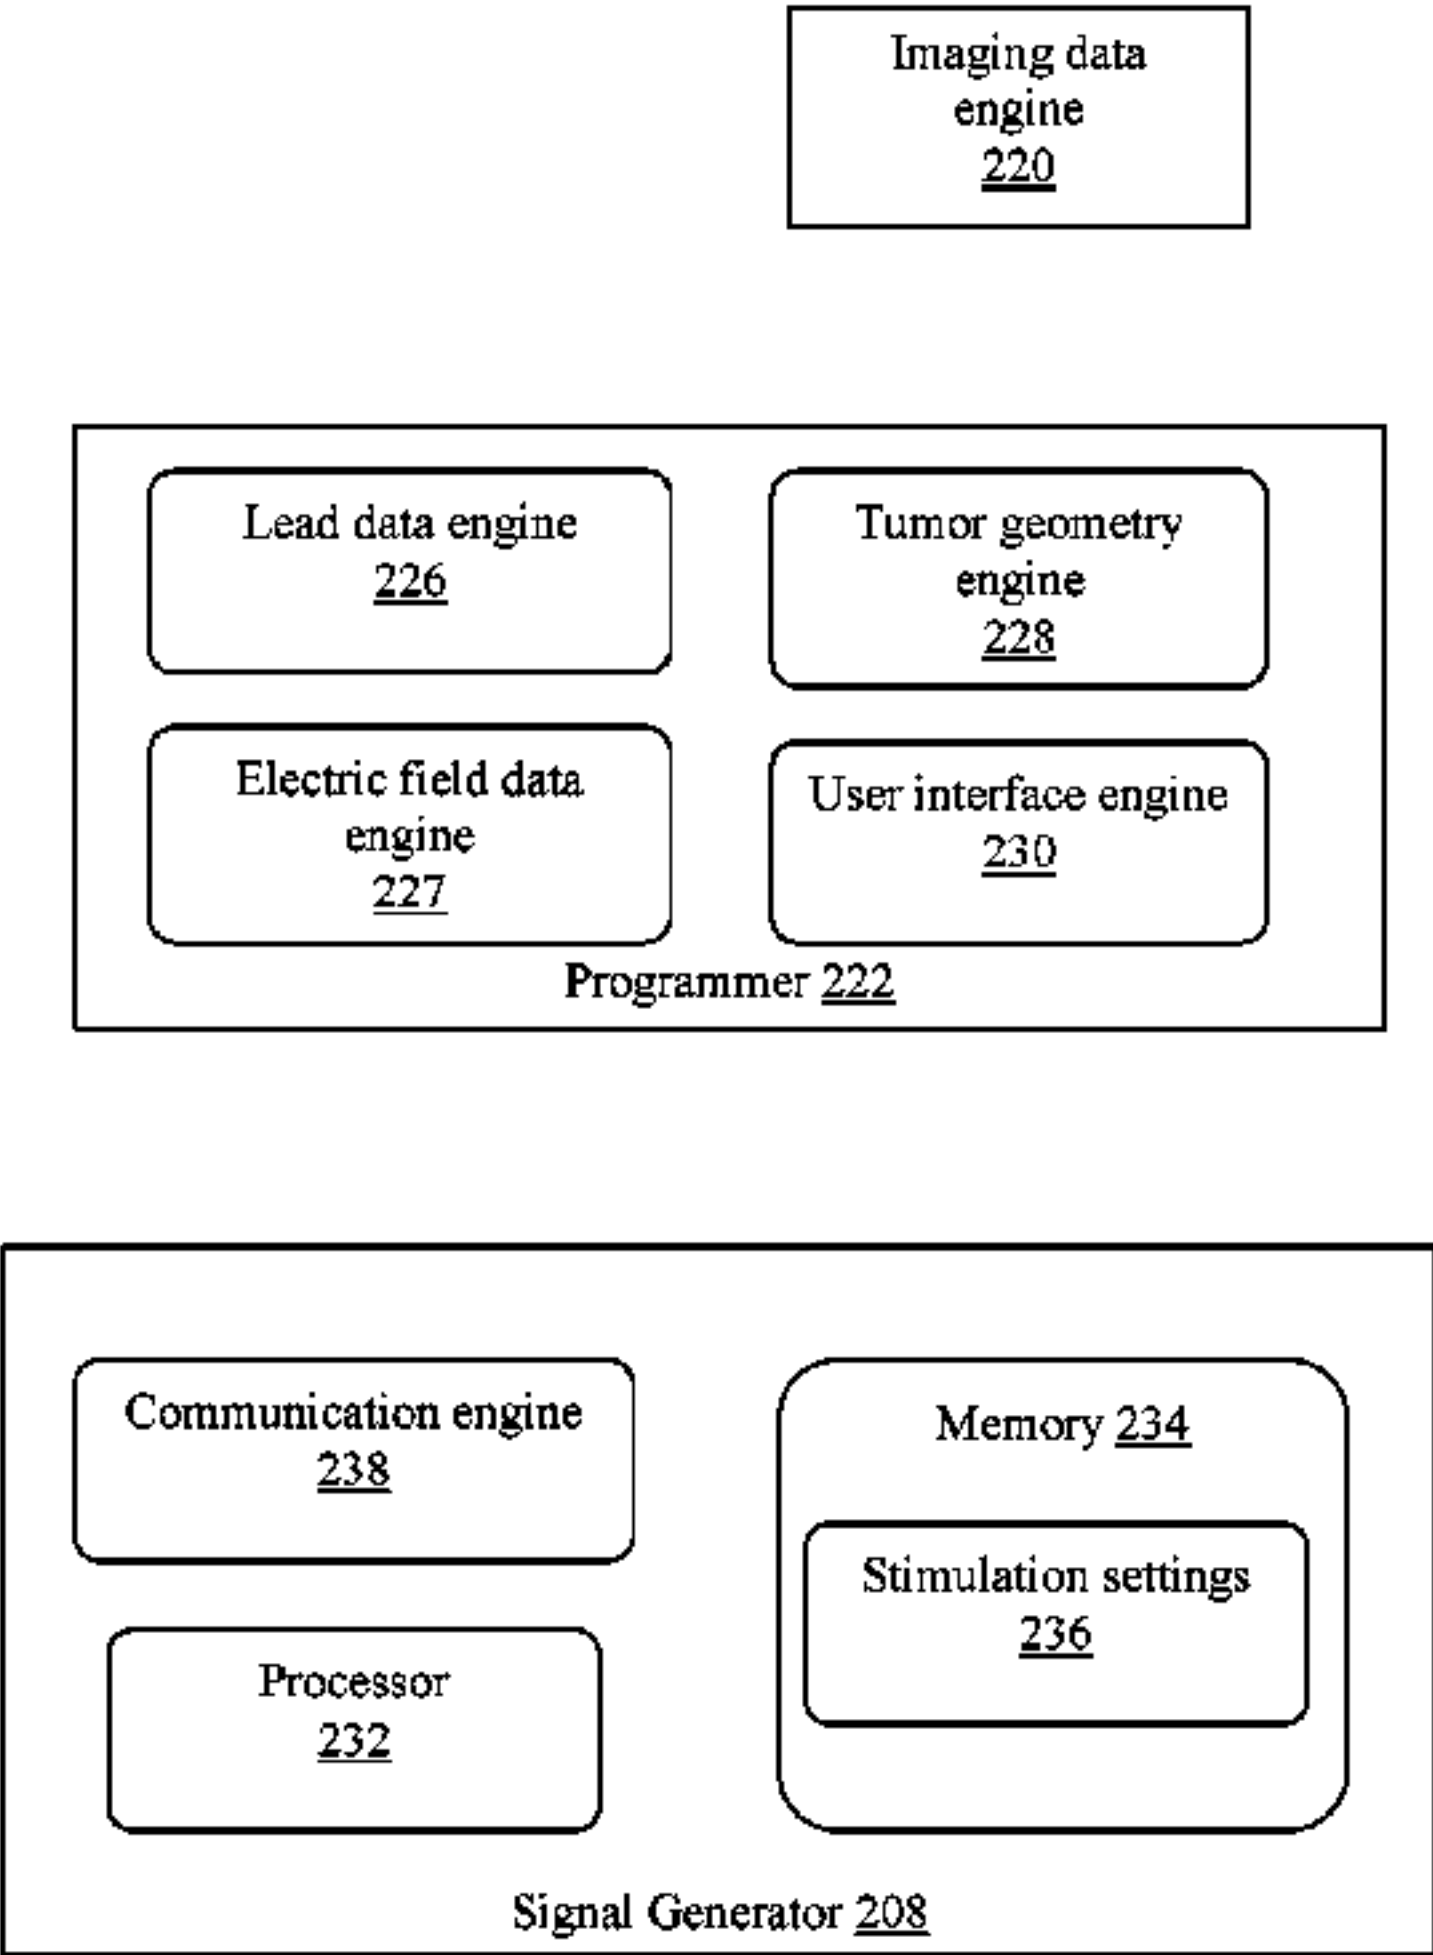 Imaging data
engine
220
Lead data engine
226
Tumor geometry
engine
228
Electric field data
engine
227
User interface engine
230
Programmer 222
Communication engine
238
Memory 234
Stimulation settings
236
Processor
232
Signal Generator 208